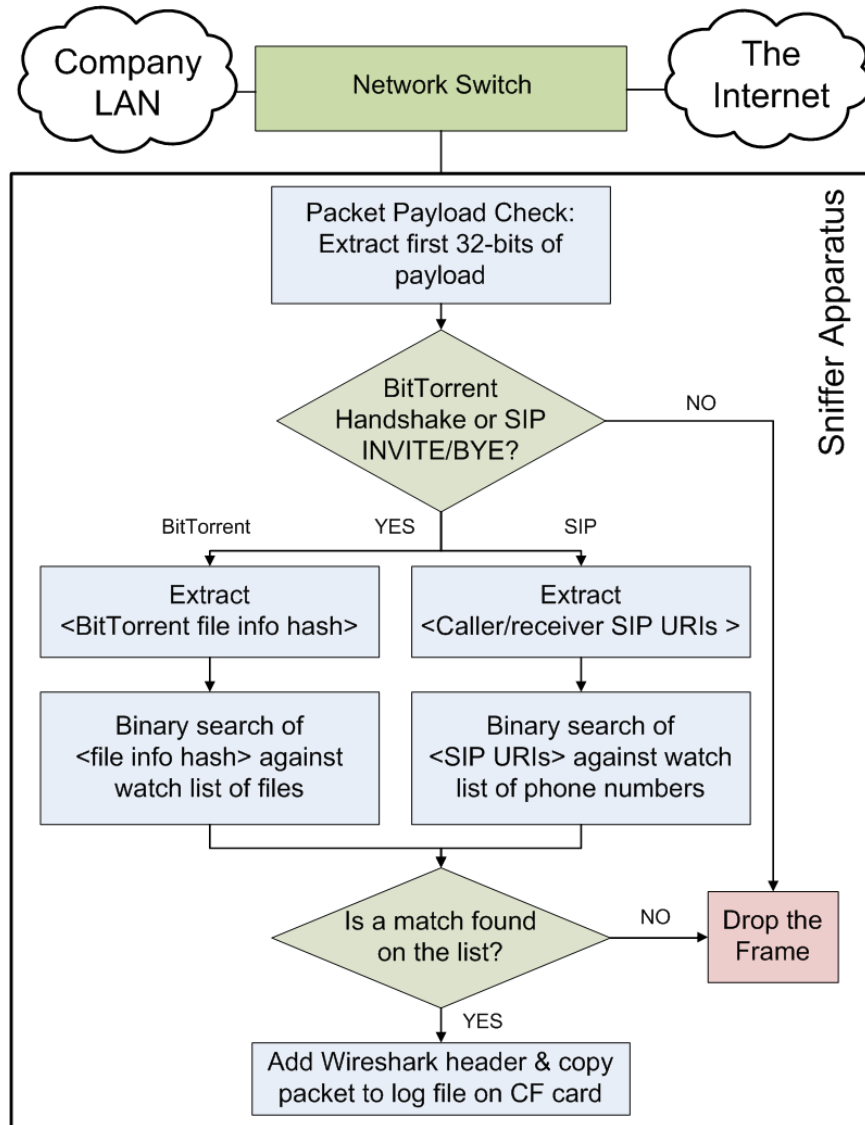 Company
LAN
Network Switch
The
Internet
Sniffer Apparatus
Packet Payload Check:
Extract first 32-bits of
payload
BitTorrent
Handshake or SIP
INVITE/BYE?
NO
BitTorrent
YES
SIP
Extract
<BitTorrent file info hash>
Extract
<Caller/receiver SIP URIs >
Binary search of
<file info hash> against
watch list of files
Binary search of
<SIP URIs> against watch
list of phone numbers
Is a match found
on the list?
NO
Drop the
Frame
YES
Add Wireshark header & copy
packet to log file on CF card